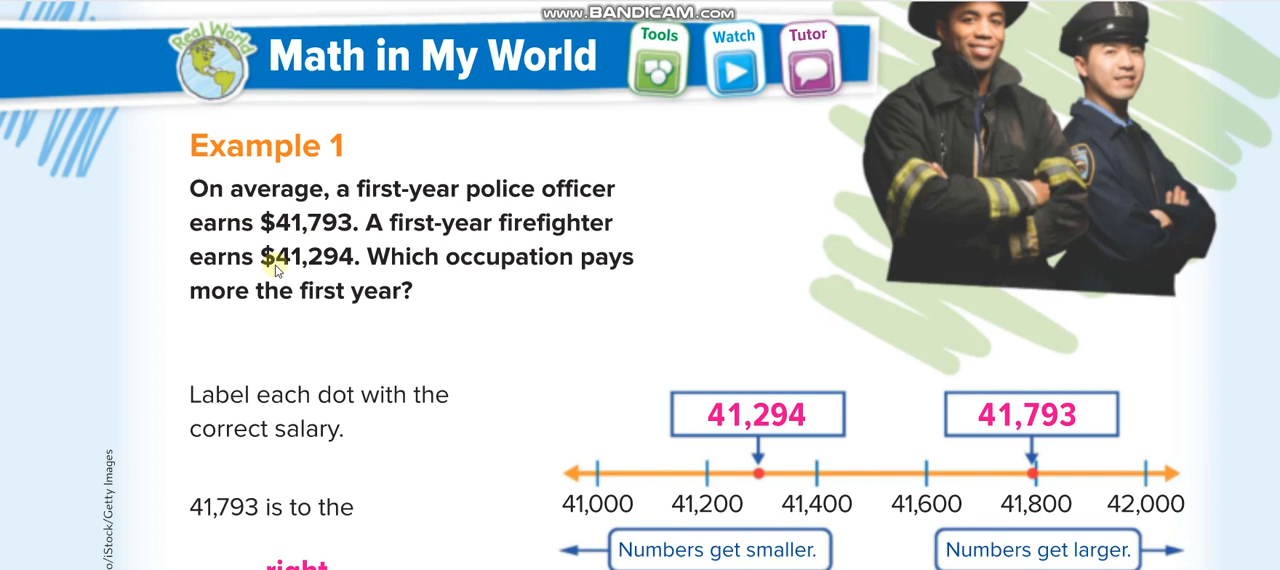 www.BANDICAM.com
Real World
Math in My World
Tools
Watch
Tutor
Example 1
On average, a first-year police officer
earns $41,793. A first-year firefighter
earns $41,294. Which occupation pays
more the first year?
Label each dot with the
correct salary.
41,294
41,793
41,000
41,200
41,400
41,600
41,800
42,000
41,793 is to the
Numbers get smaller.
Numbers get larger.
right
o/iStock/Getty Images